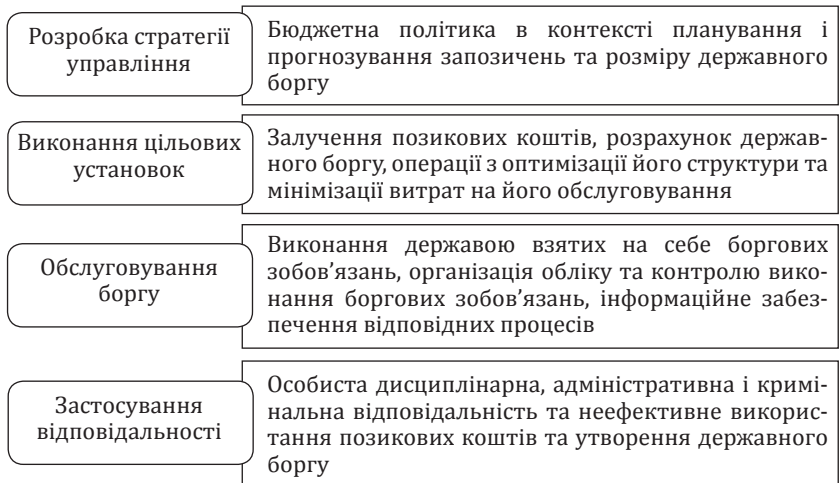 Розробка стратегії
управління
Бюджетна політика в контексті планування і
прогнозування запозичень та розміру державного
боргу
Виконання цільових
установок
Залучення позикових коштів, розрахунок держав-
ного боргу, операції з оптимізації його структури та
мінімізації витрат на його обслуговування
Обслуговування
боргу
Виконання державою взятих на себе боргових
зобов’язань, організація обліку та контролю вико-
нання боргових зобов’язань, інформаційне забез-
печення відповідних процесів
Застосування
відповідальності
Особиста дисциплінарна, адміністративна і кримі-
нальна відповідальність та неефективне викорис-
тання позикових коштів та утворення державного
боргу